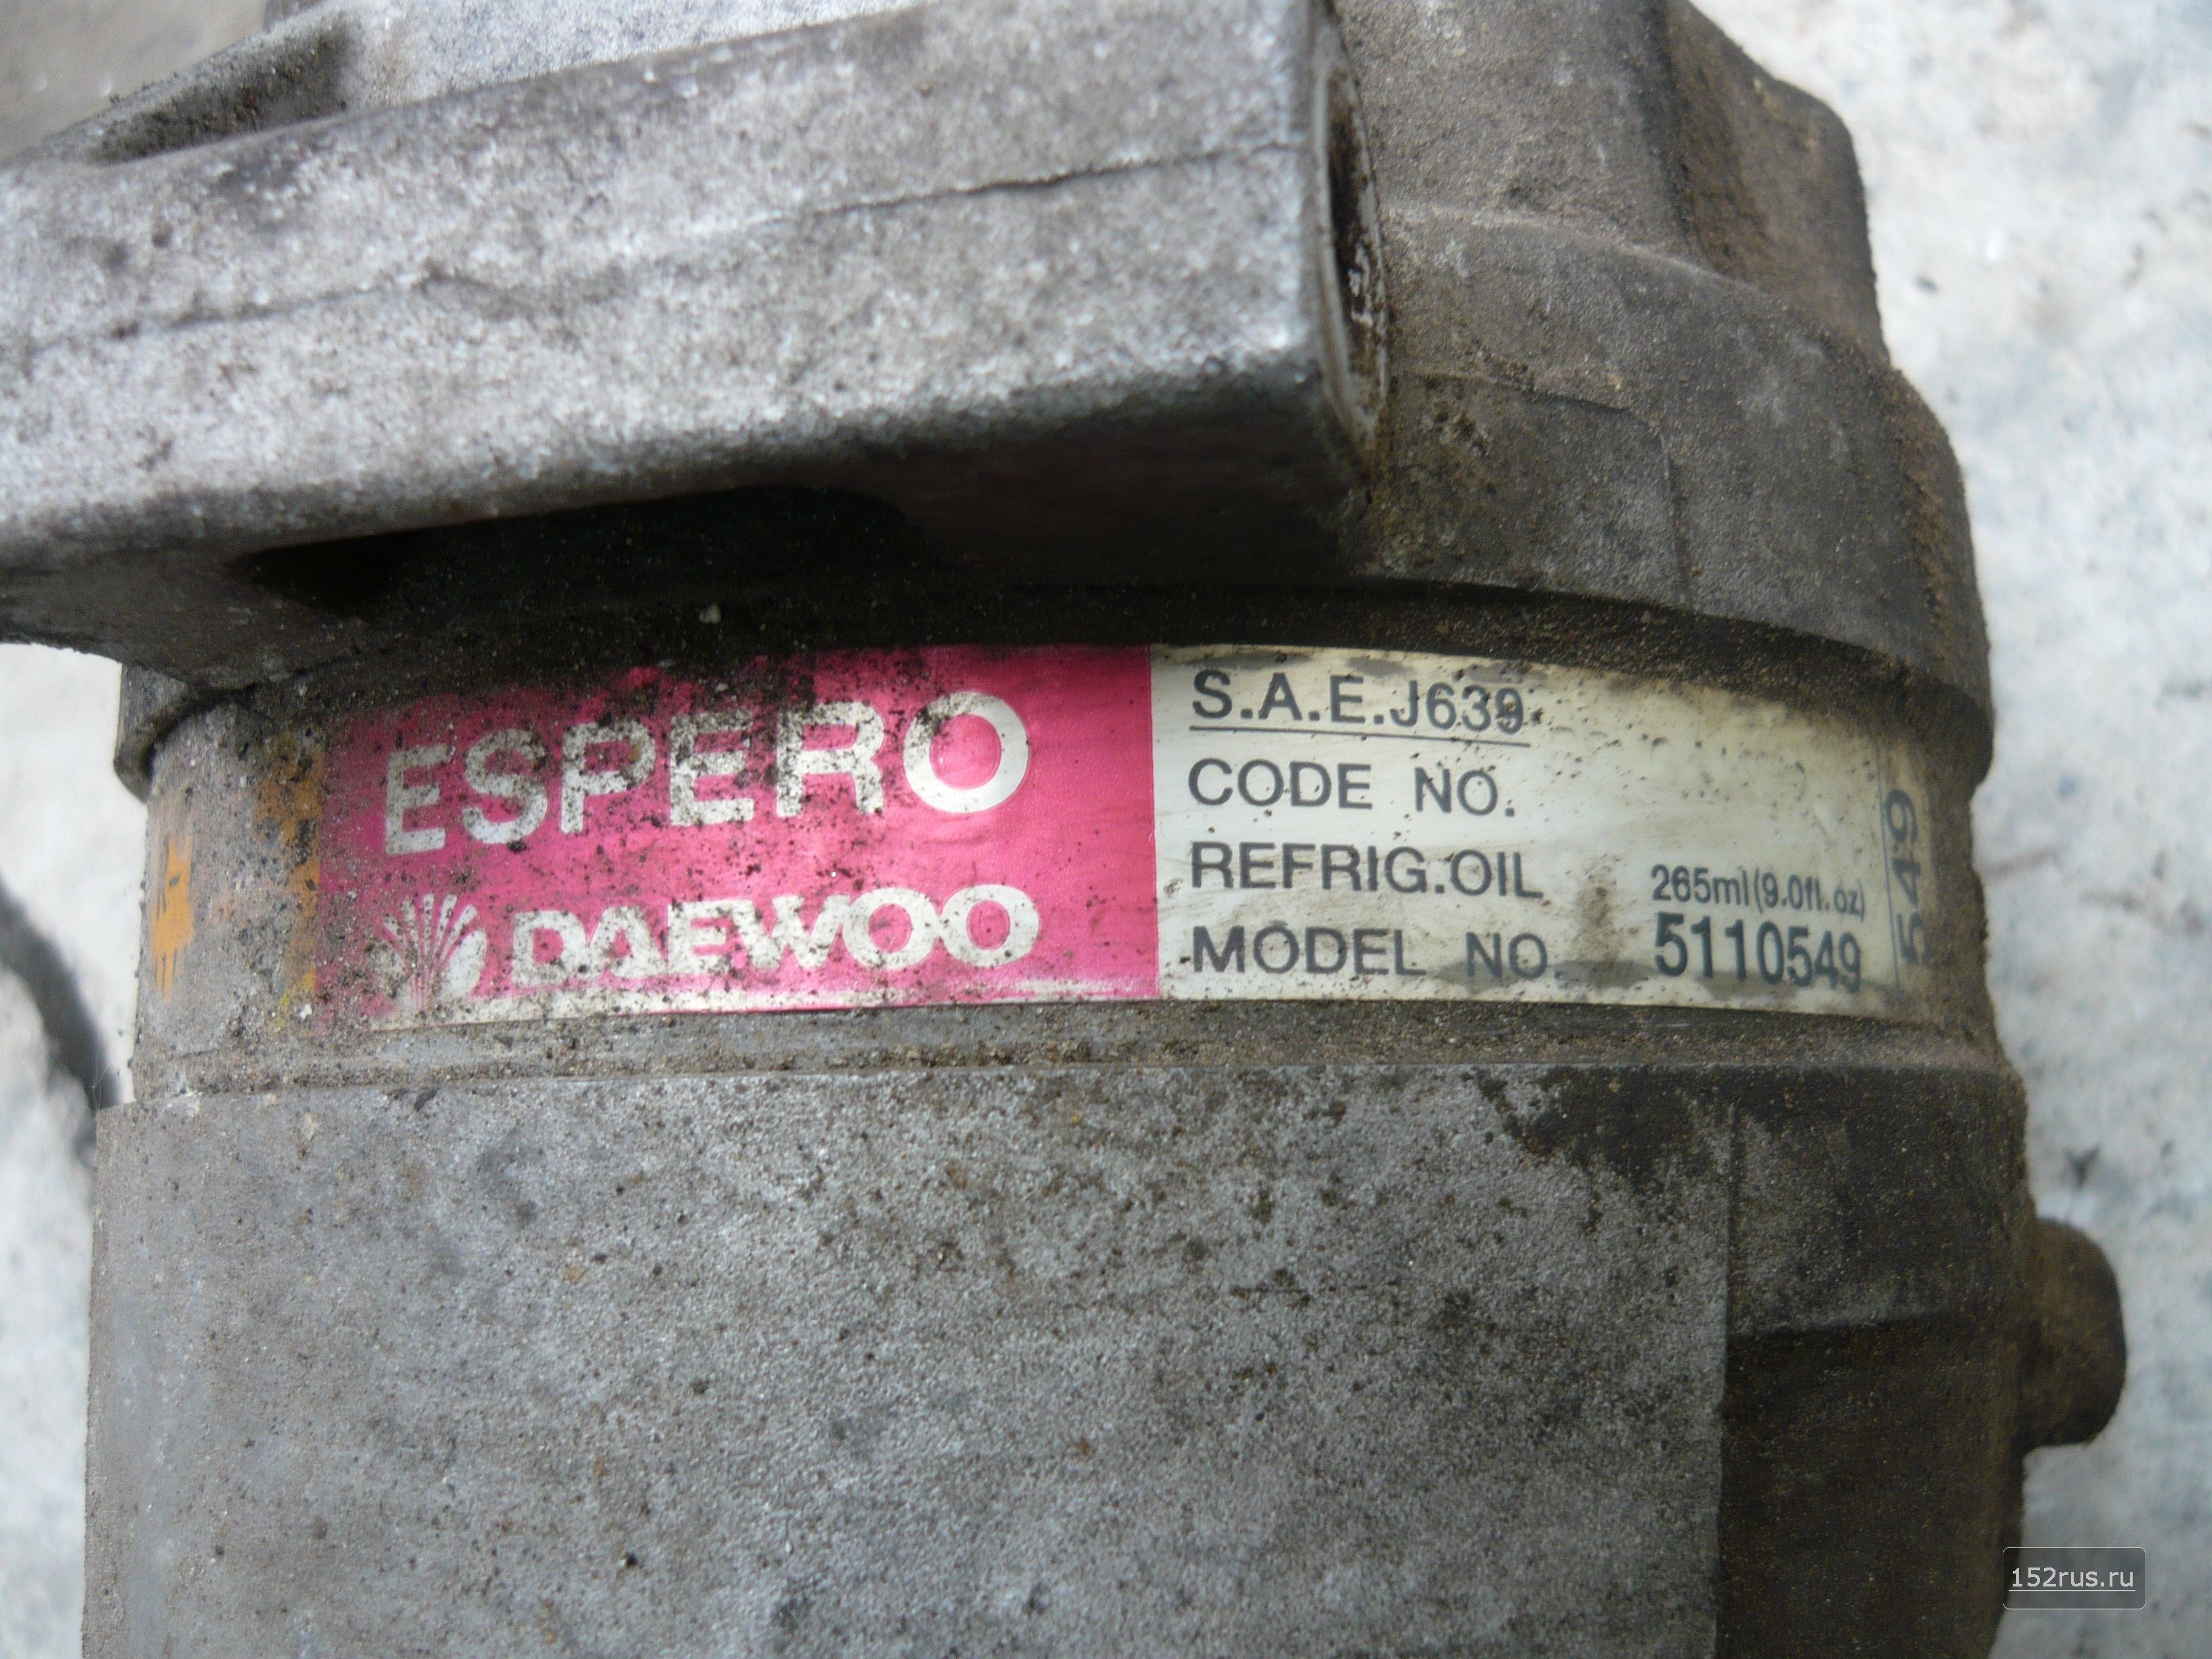 ESPERO
DAEWOO
S.A.E.J639
CODE NO.
REFRIG.OIL 265ml(9.0fl.oz)
MODEL NO. 5110549
549
152rus.ru